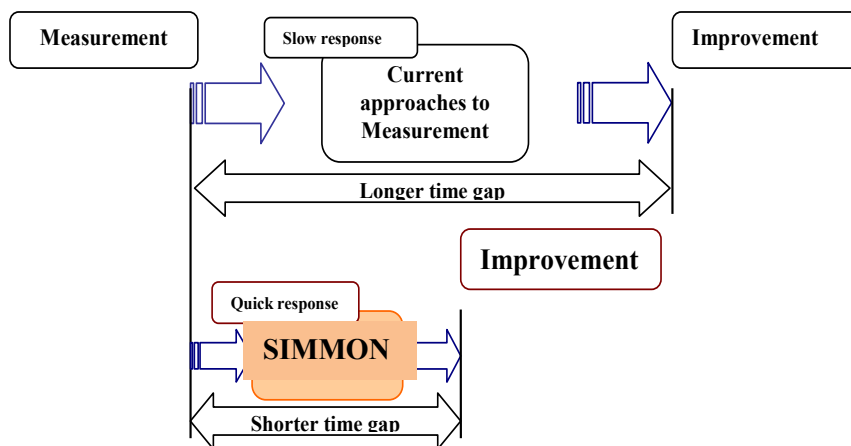 Measurement
Slow response
Improvement
Current
approaches to
Measurement
Longer time gap
Improvement
Quick response
SIMMON
Shorter time gap